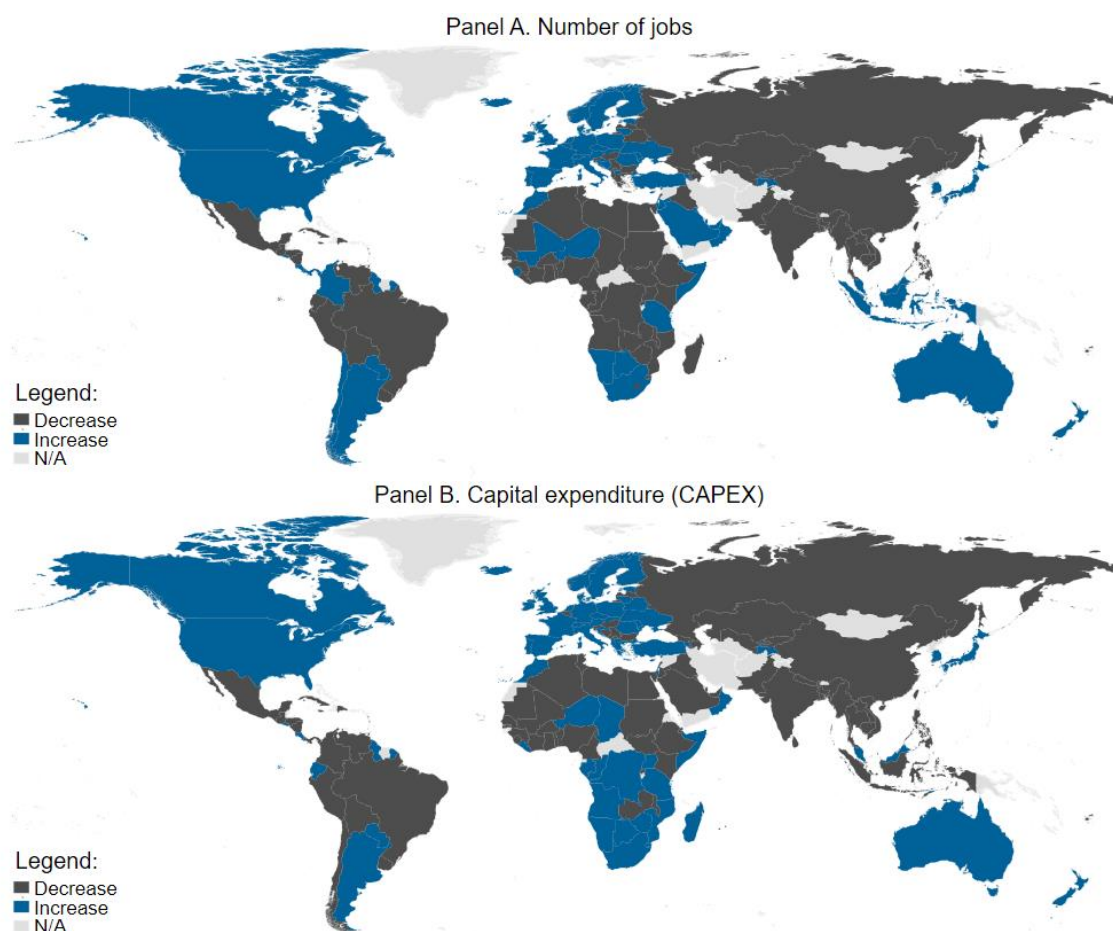 Panel A. Number of jobs
Legend:
Decrease
Increase
N/A
Panel B. Capital expenditure (CAPEX)
Legend:
Decrease
Increase
N/A